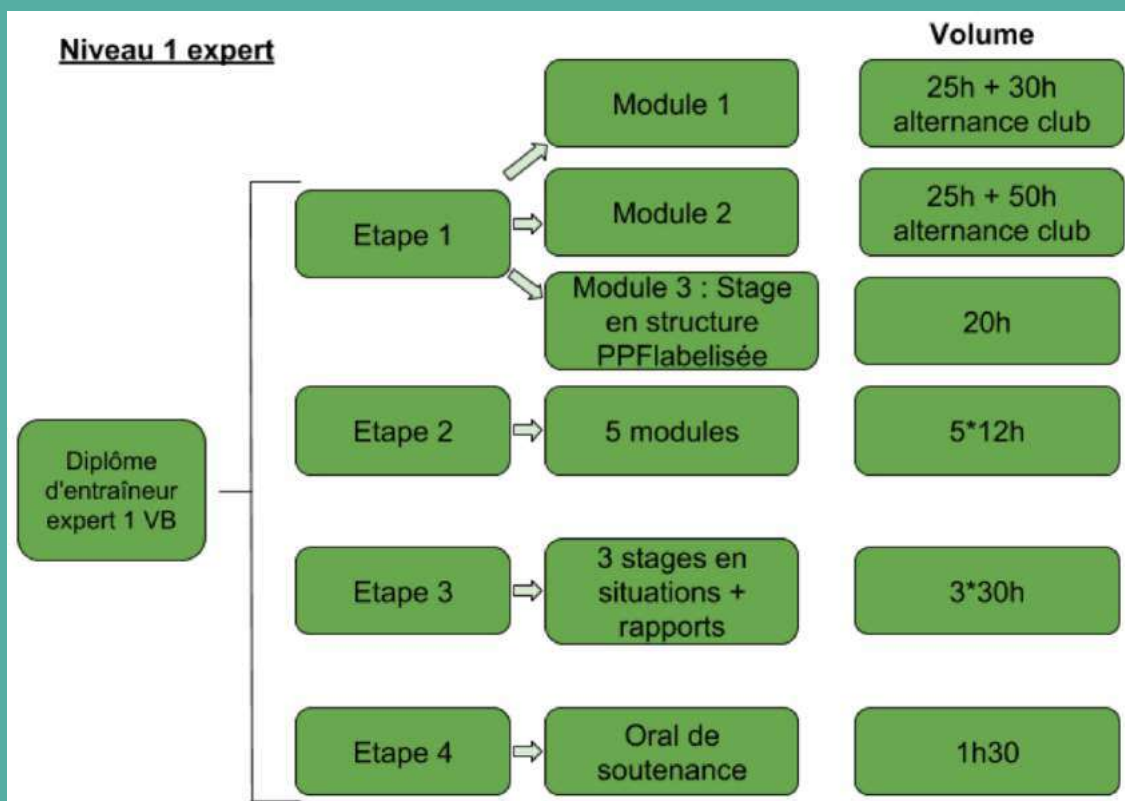 Niveau 1 expert
Volume
Module 1
25h + 30h
alternance club
Etape 1
Module 2
25h + 50h
alternance club
Module 3 : Stage
en structure
PPFlabelisée
20h
Diplôme
d'entraîneur
expert 1 VB
Etape 2
5 modules
5*12h
Etape 3
3 stages en
situations +
rapports
3*30h
Etape 4
Oral de
soutenance
1h30